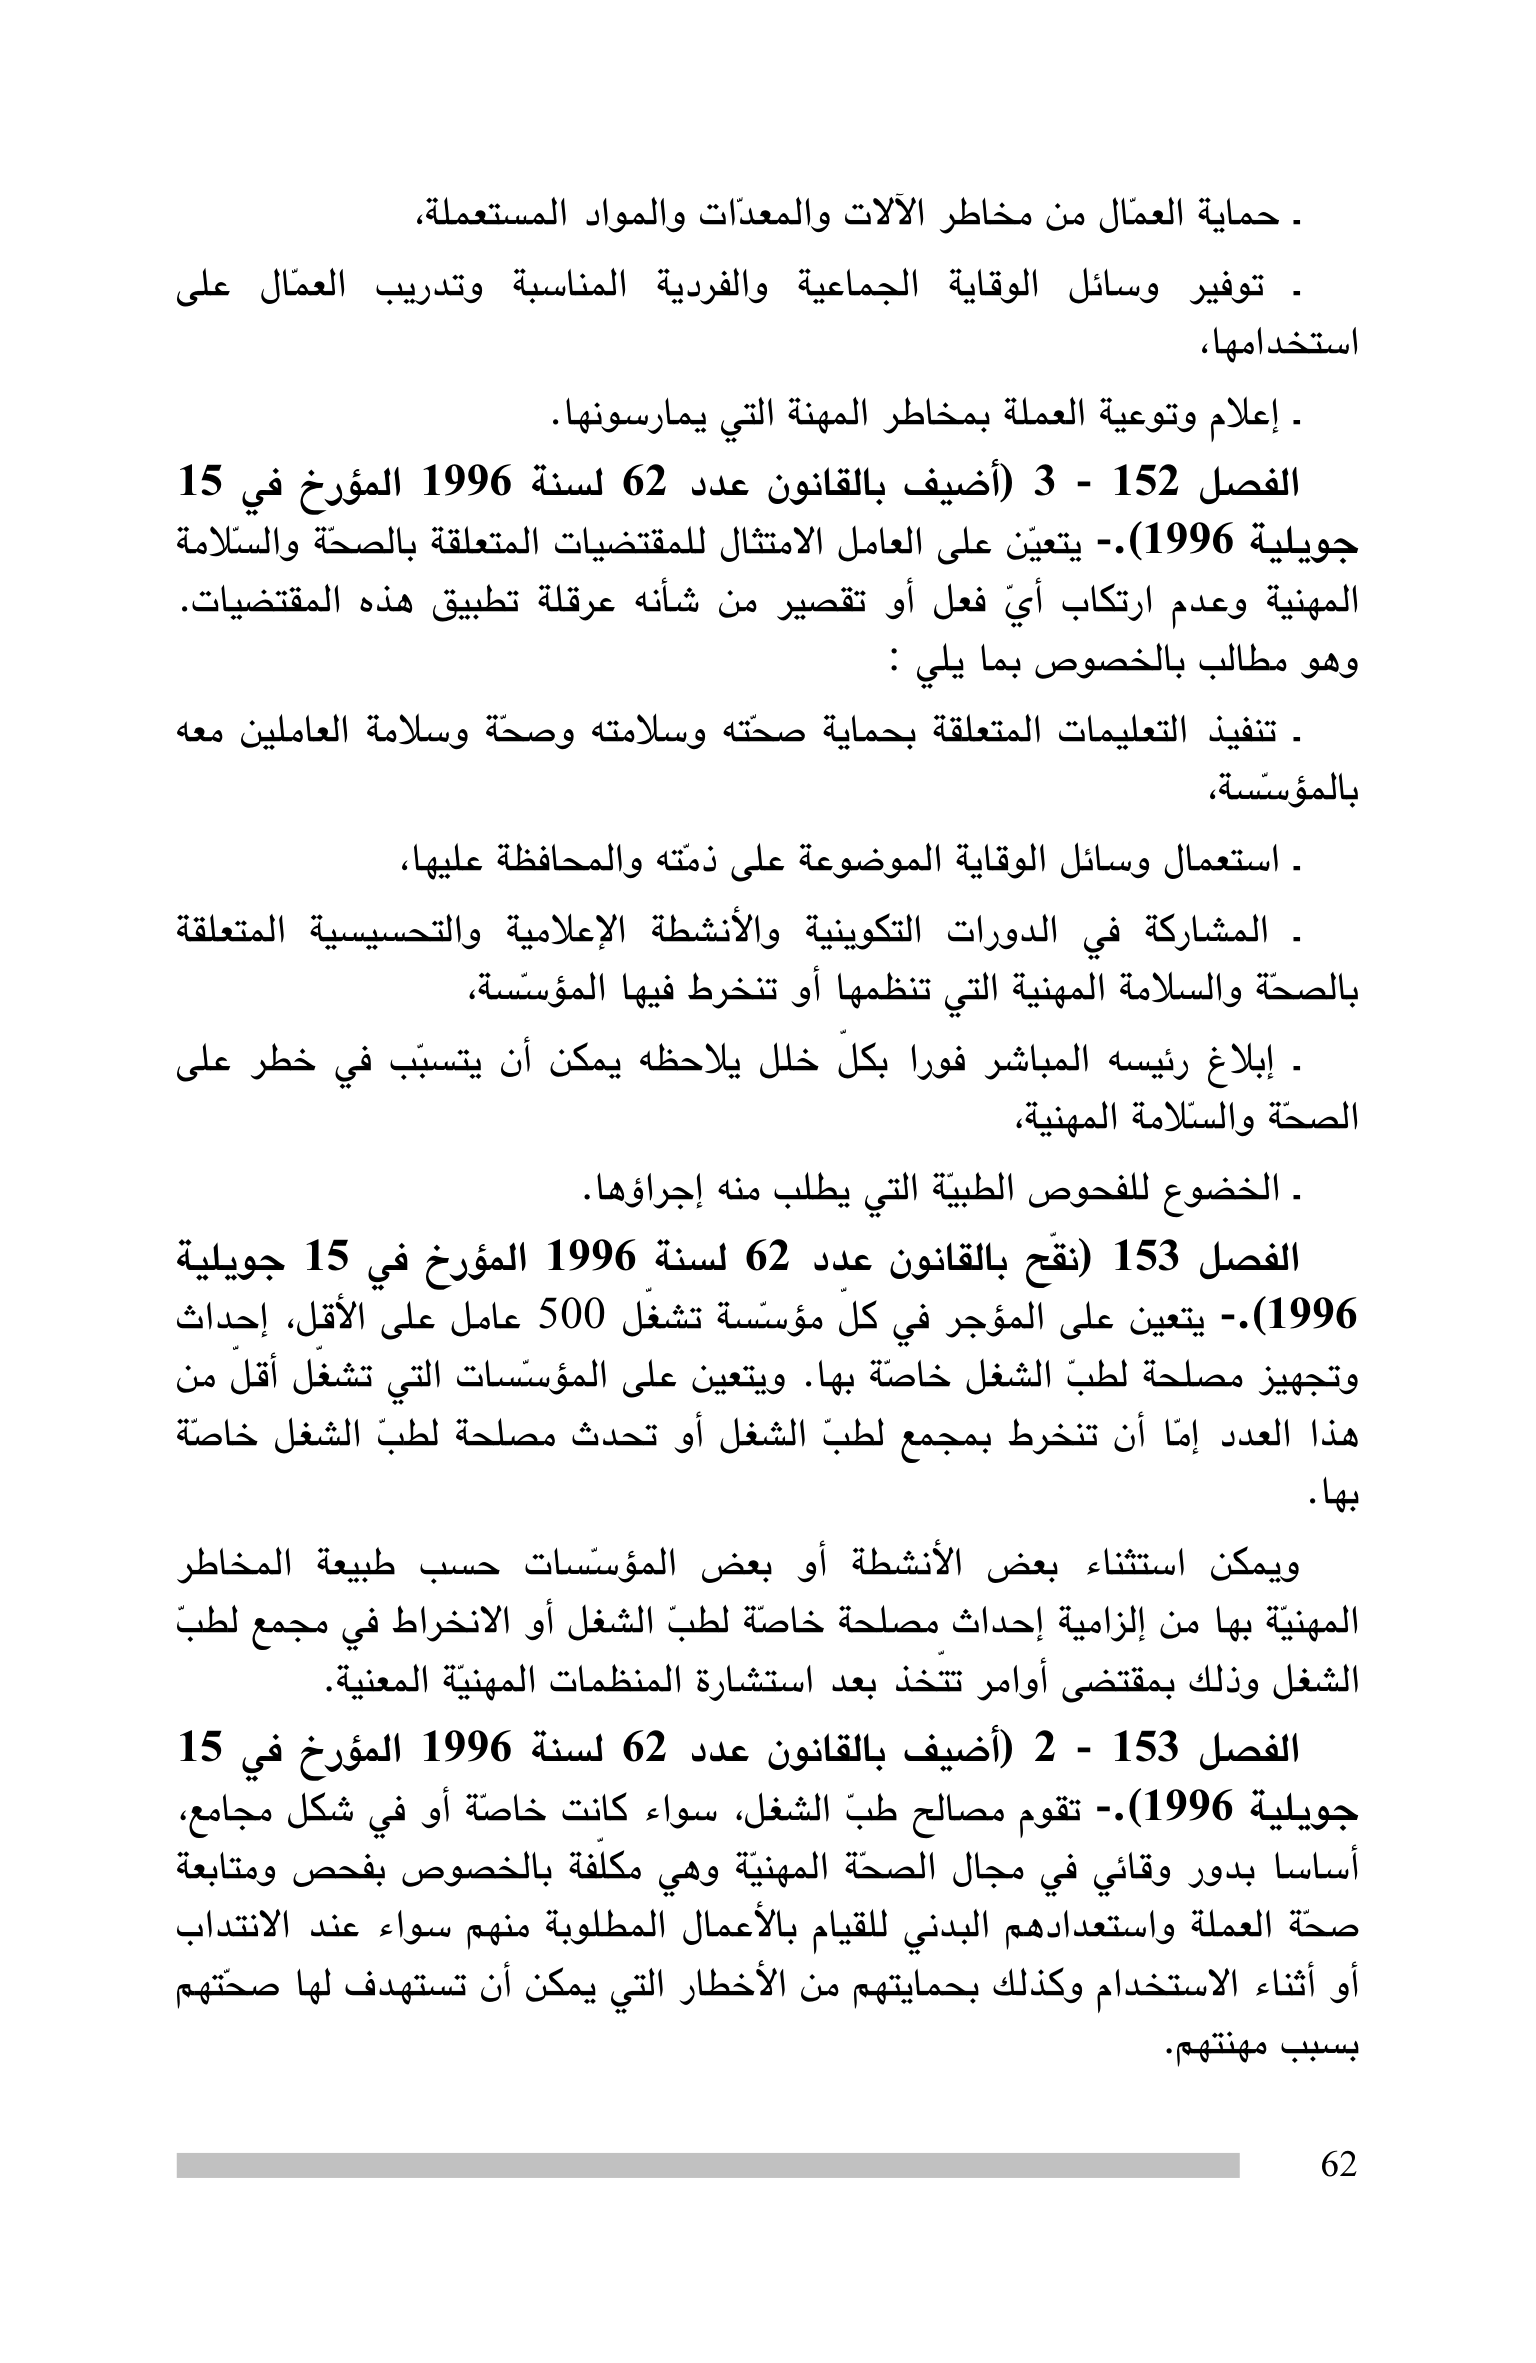 ـ حماية العمّال من مخاطر الآلات والمعدّات والمواد المستعملة،
ـ توفير وسائل الوقاية الجماعية والفردية المناسبة وتدريب العمّال على
استخدامها،
ـ إعلام وتوعية العملة بمخاطر المهنة التي يمارسونها.
الفصل 152 - 3 (أضيف بالقانون عدد 62 لسنة 1996 المؤرخ في 15
جويلية 1996).- يتعيّن على العامل الامتثال للمقتضيات المتعلقة بالصحّة والسّلامة
المهنية وعدم ارتكاب أيّ فعل أو تقصير من شأنه عرقلة تطبيق هذه المقتضيات.
وهو مطالب بالخصوص بما يلي :
ـ تنفيذ التعليمات المتعلقة بحماية صحّته وسلامته وصحّة وسلامة العاملين معه
بالمؤسّسة،
ـ استعمال وسائل الوقاية الموضوعة على ذمّته والمحافظة عليها،
ـ المشاركة في الدورات التكوينية والأنشطة الإعلامية والتحسيسية المتعلقة
بالصحّة والسلامة المهنية التي تنظمها أو تنخرط فيها المؤسّسة،
ـ إبلاغ رئيسه المباشر فورا بكلّ خلل يلاحظه يمكن أن يتسبّب في خطر على
الصحّة والسّلامة المهنية،
ـ الخضوع للفحوص الطبيّة التي يطلب منه إجراؤها.
الفصل 153 (نقّح بالقانون عدد 62 لسنة 1996 المؤرخ في 15 جويلية
1996).- يتعين على المؤجر في كلّ مؤسّسة تشغّل 500 عامل على الأقل، إحداث
وتجهيز مصلحة لطبّ الشغل خاصّة بها. ويتعين على المؤسّسات التي تشغّل أقلّ من
هذا العدد إمّا أن تنخرط بمجمع لطبّ الشغل أو تحدث مصلحة لطبّ الشغل خاصّة
بها.
ويمكن استثناء بعض الأنشطة أو بعض المؤسّسات حسب طبيعة المخاطر
المهنيّة بها من إلزامية إحداث مصلحة خاصّة لطبّ الشغل أو الانخراط في مجمع لطبّ
الشغل وذلك بمقتضى أوامر تتّخذ بعد استشارة المنظمات المهنيّة المعنية.
الفصل 153 - 2 (أضيف بالقانون عدد 62 لسنة 1996 المؤرخ في 15
جويلية 1996).- تقوم مصالح طبّ الشغل، سواء كانت خاصّة أو في شكل مجامع،
أساسا بدور وقائي في مجال الصحّة المهنيّة وهي مكلّفة بالخصوص بفحص ومتابعة
صحّة العملة واستعدادهم البدني للقيام بالأعمال المطلوبة منهم سواء عند الانتداب
أو أثناء الاستخدام وكذلك بحمايتهم من الأخطار التي يمكن أن تستهدف لها صحّتهم
بسبب مهنتهم.
62